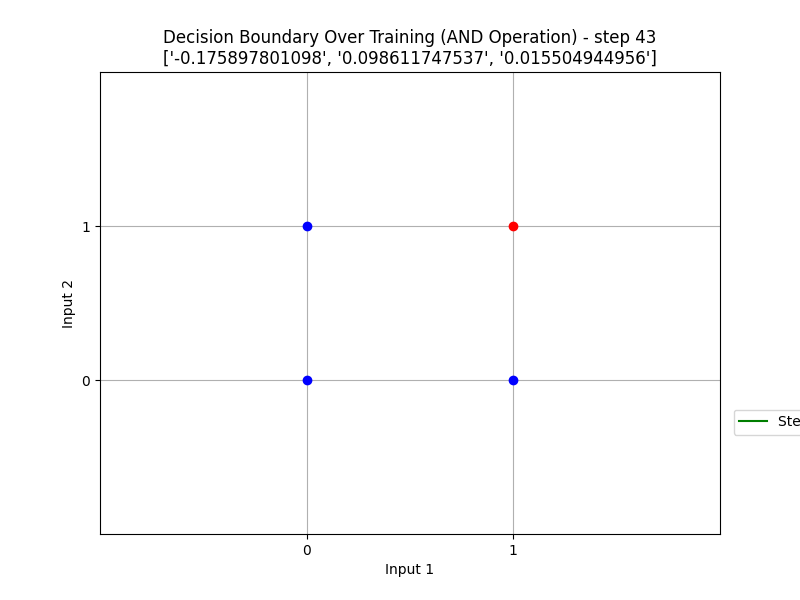 Decision Boundary Over Training (AND Operation) - step 43
['-0.175897801098', '0.098611747537', '0.015504944956']
1
Input 2
0
Ste
0
1
Input 1